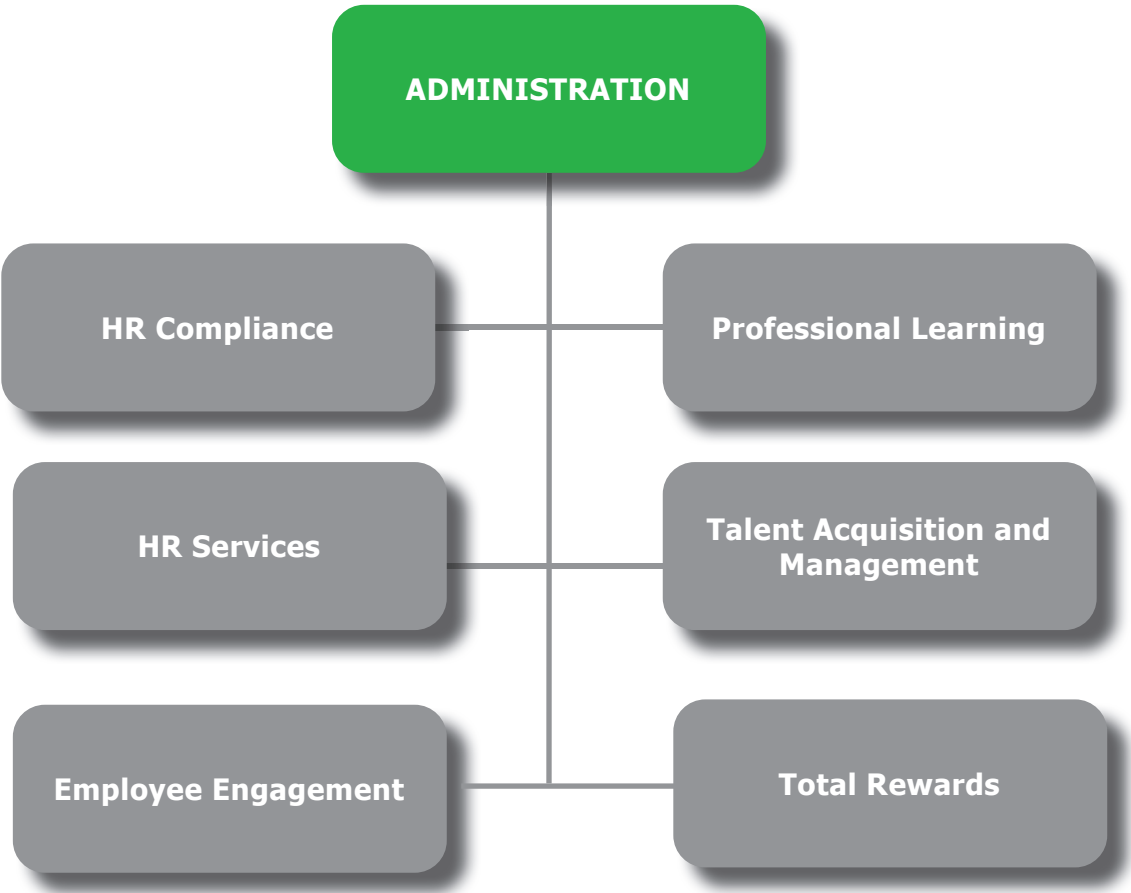 ADMINISTRATION
HR Compliance
Professional Learning
HR Services
Talent Acquisition and
Management
Employee Engagement
Total Rewards